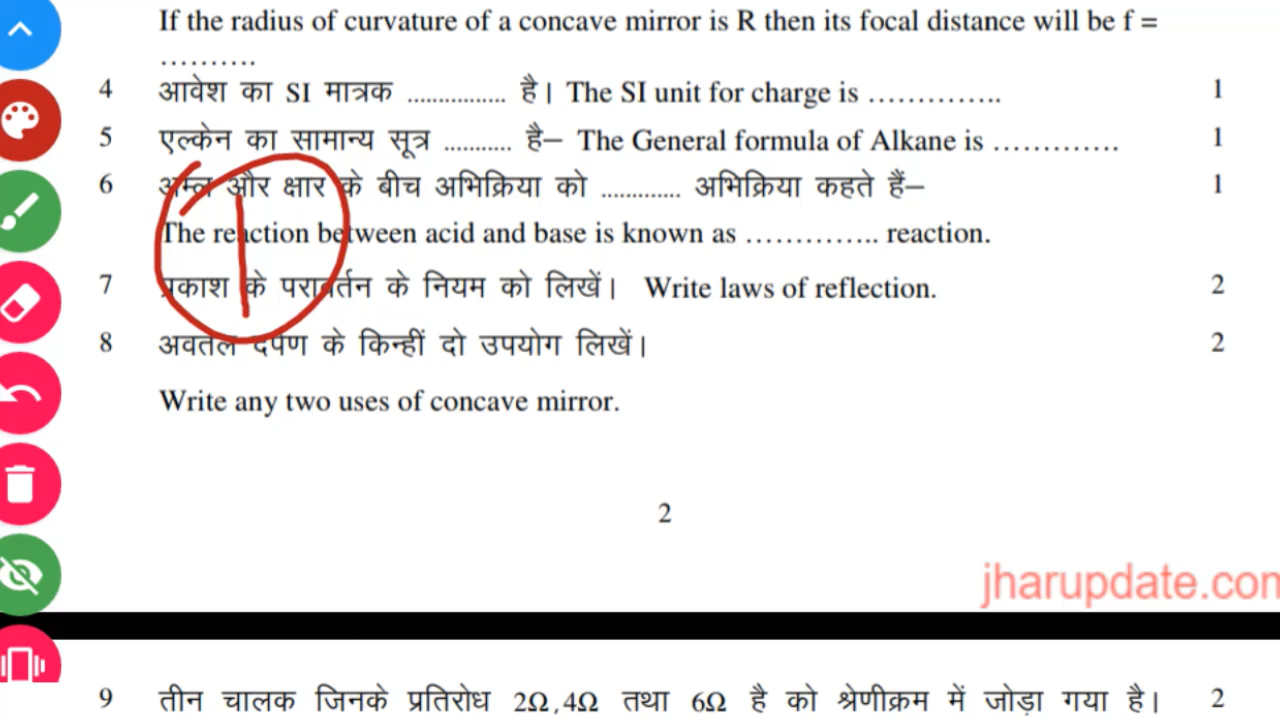 If the radius of curvature of a concave mirror is R then its focal distance will be f =
……….
4 आवेश का SI मात्रक ................ है। The SI unit for charge is ………….. 1
5 एल्केन का सामान्य सूत्र ........... है– The General formula of Alkane is …………. 1
6 अम्ल और क्षार के बीच अभिक्रिया को ............. अभिक्रिया कहते हैं– 1
The reaction between acid and base is known as ………….. reaction.
7 प्रकाश के परावर्तन के नियम को लिखें। Write laws of reflection. 2
8 अवतल दर्पण के किन्हीं दो उपयोग लिखें। 2
Write any two uses of concave mirror.
1
2
jharupdate.com
9 तीन चालक जिनके प्रतिरोध 2Ω,4Ω तथा 6Ω है को श्रेणीक्रम में जोड़ा गया है। 2